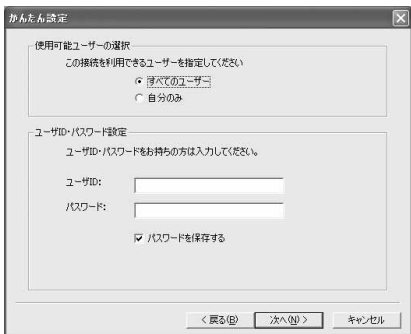 かんたん設定
使用可能ユーザーの選択
この接続を利用できるユーザーを指定してください
すべてのユーザー
自分のみ
ユーザID・パスワード設定
ユーザID・パスワードをお持ちの方は入力してください。
ユーザID:
パスワード:
パスワードを保存する
< 戻る(B) 次へ(N) > キャンセル